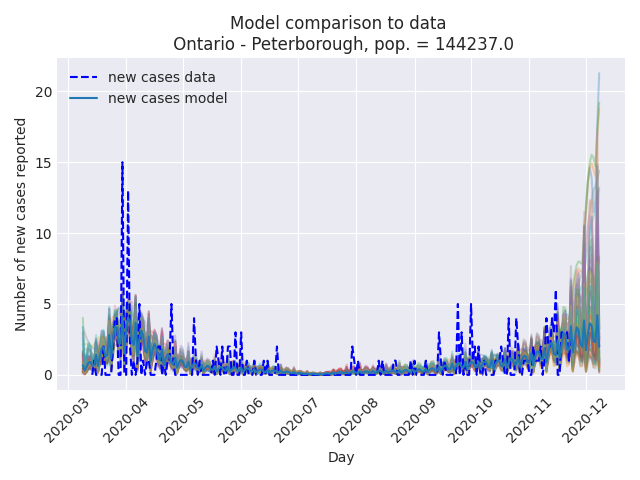 Model comparison to data
Ontario - Peterborough, pop. = 144237.0
new cases data
new cases model
Number of new cases reported
20
15
10
5
0
2020-03
2020-04
2020-05
2020-06
2020-07
2020-08
2020-09
2020-10
2020-11
2020-12
Day